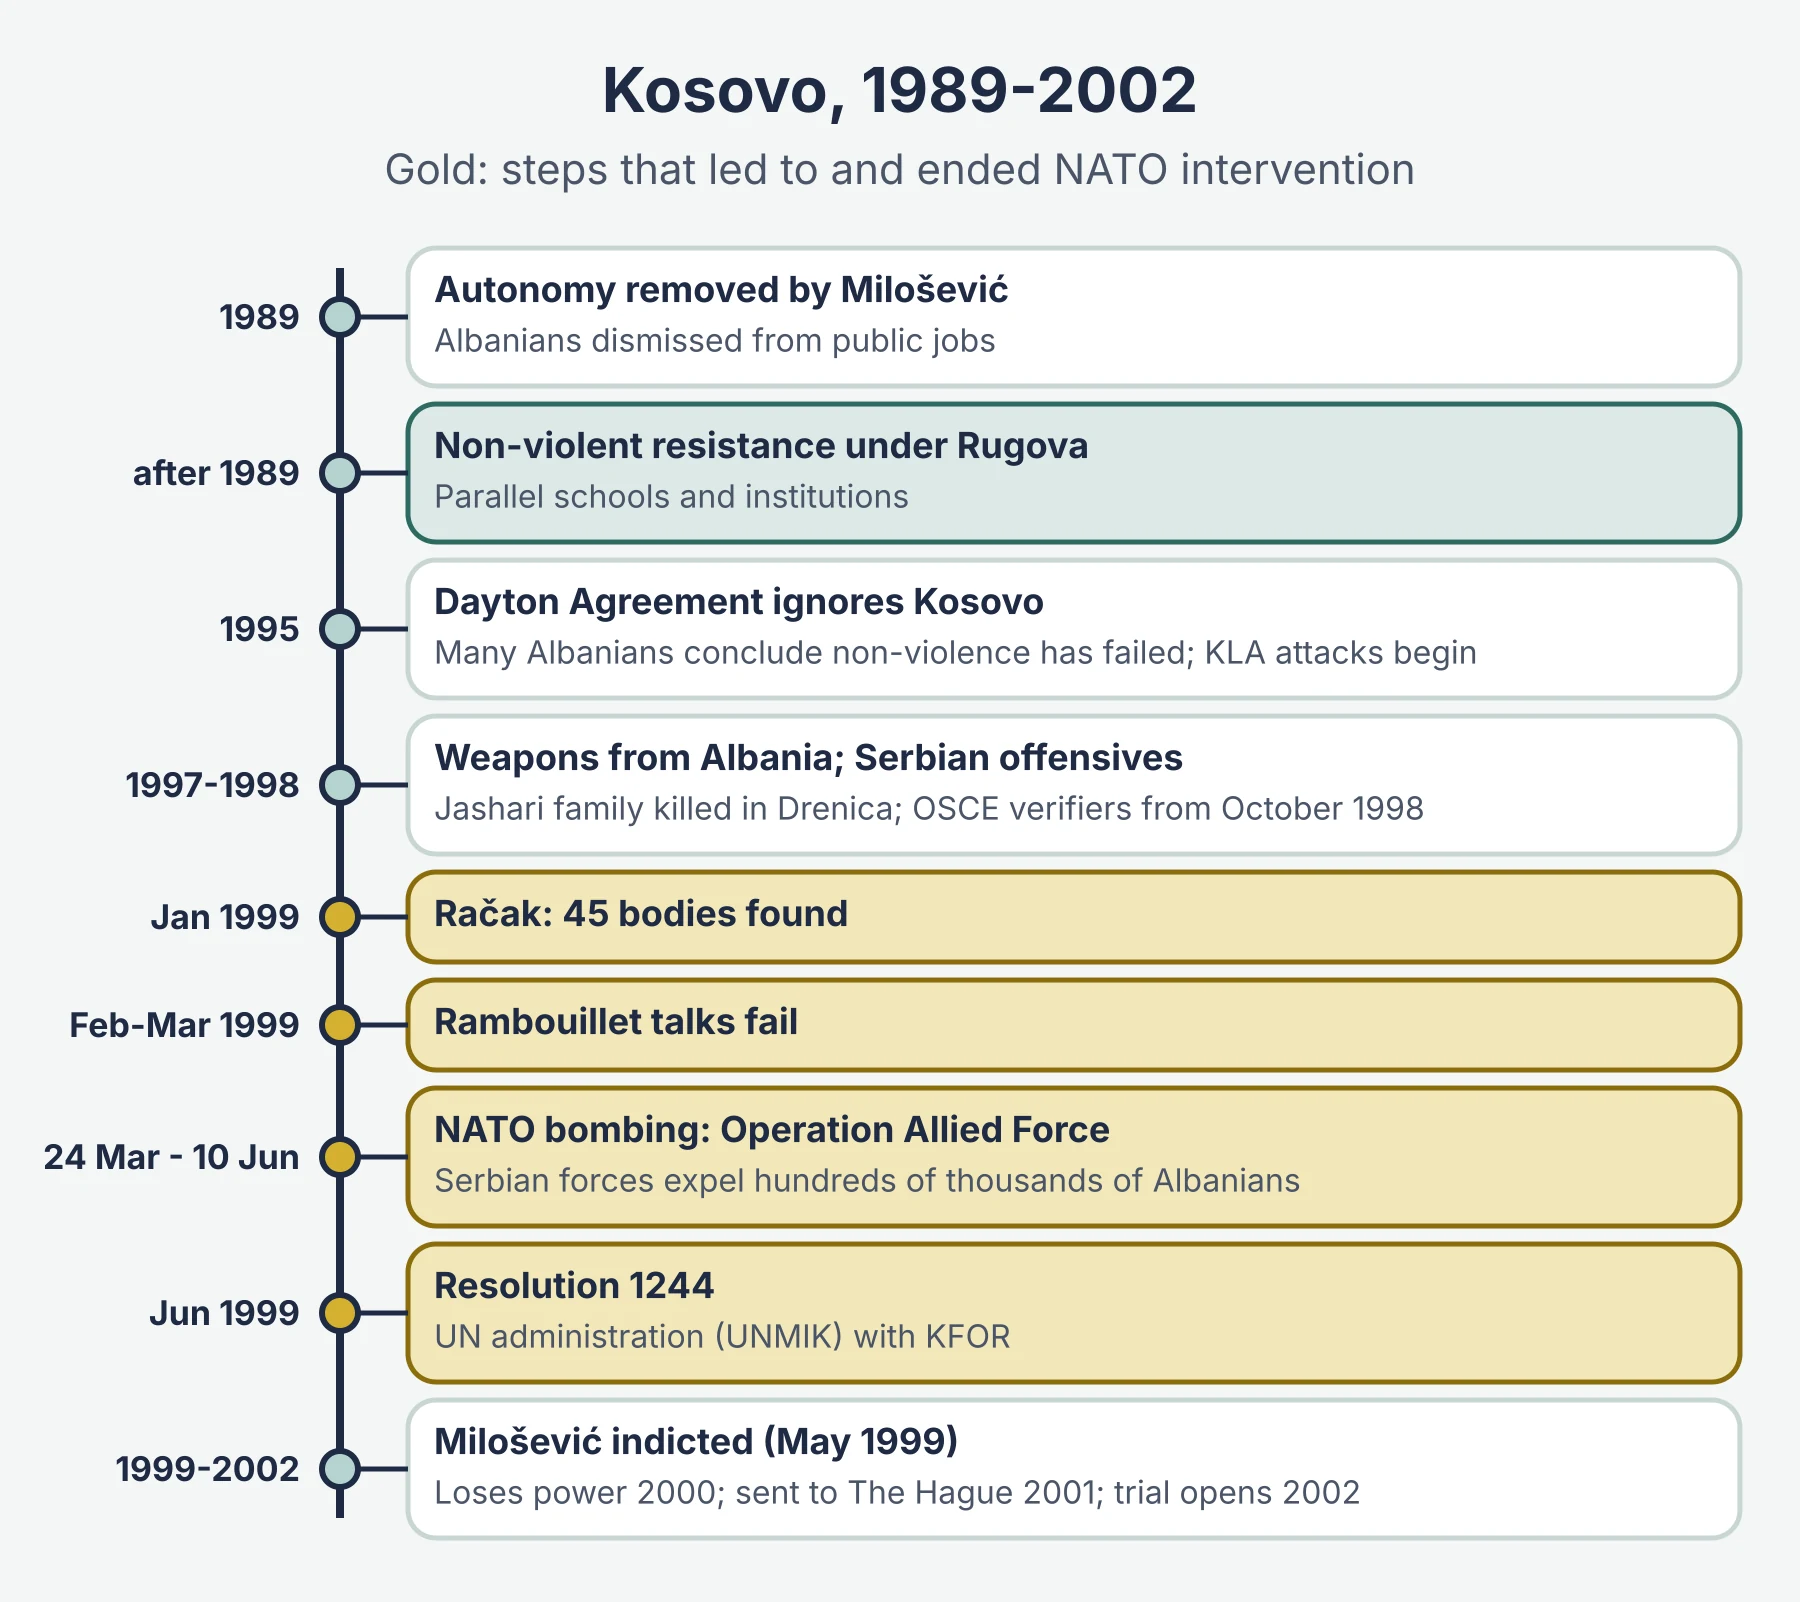 Kosovo, 1989-2002
Gold: steps that led to and ended NATO intervention
1989
Autonomy removed by Milošević
Albanians dismissed from public jobs
after 1989
Non-violent resistance under Rugova
Parallel schools and institutions
1995
Dayton Agreement ignores Kosovo
Many Albanians conclude non-violence has failed; KLA attacks begin
1997-1998
Weapons from Albania; Serbian offensives
Jashari family killed in Drenica; OSCE verifiers from October 1998
Jan 1999
Račak: 45 bodies found
Feb-Mar 1999
Rambouillet talks fail
24 Mar - 10 Jun
NATO bombing: Operation Allied Force
Serbian forces expel hundreds of thousands of Albanians
Jun 1999
Resolution 1244
UN administration (UNMIK) with KFOR
1999-2002
Milošević indicted (May 1999)
Loses power 2000; sent to The Hague 2001; trial opens 2002